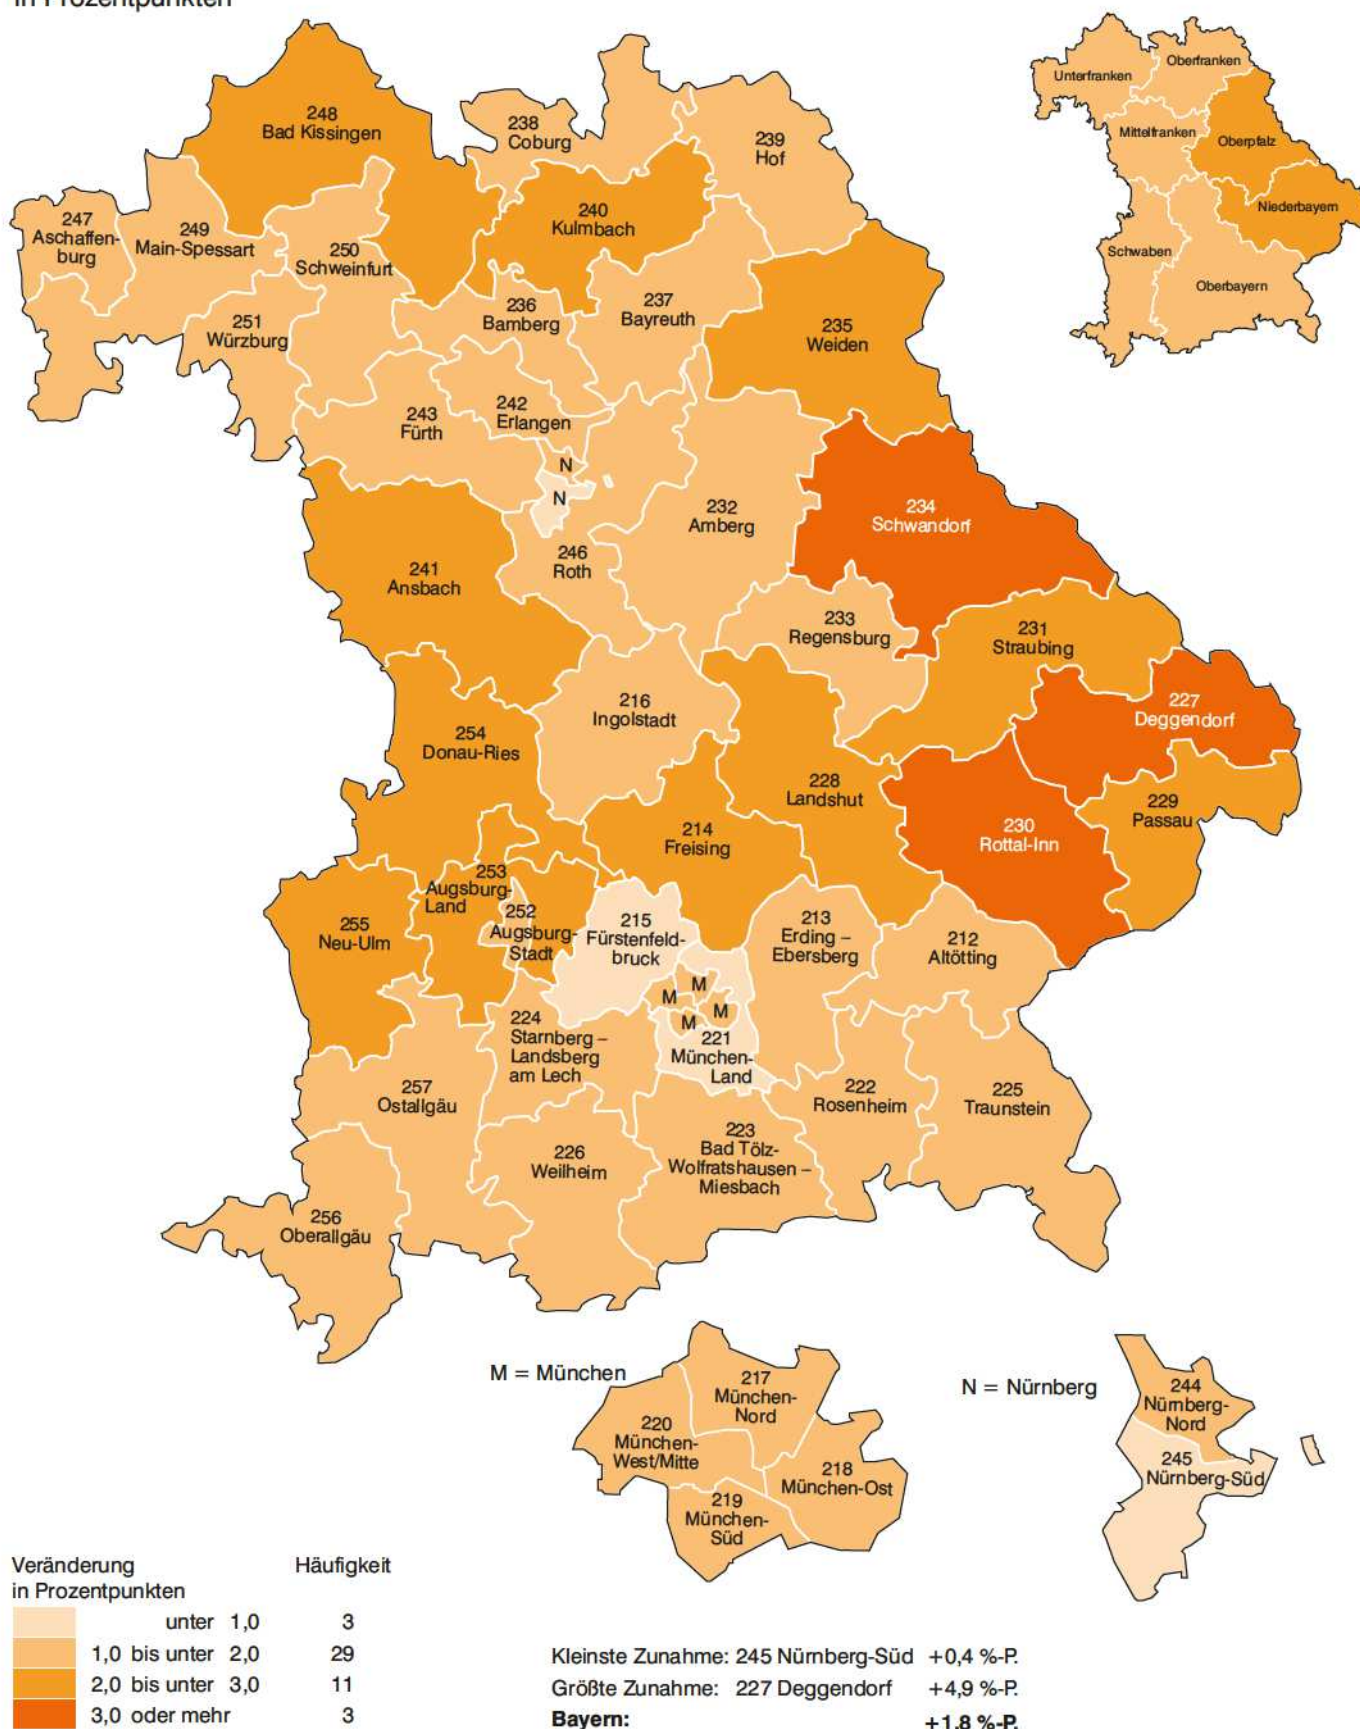 in Prozentpunkten
Unterfranken
Oberfranken
Mittelfranken
Oberpfalz
Niederbayern
Schwaben
Oberbayern
248
Bad Kissingen
238
Coburg
239
Hof
240
Kulmbach
247
Aschaffen-
burg
249
Main-Spessart
250
Schweinfurt
236
Bamberg
237
Bayreuth
251
Würzburg
235
Weiden
243
Fürth
242
Erlangen
N
N
232
Amberg
234
Schwandorf
246
Roth
241
Ansbach
233
Regensburg
231
Straubing
216
Ingolstadt
227
Deggendorf
254
Donau-Ries
228
Landshut
229
Passau
214
Freising
230
Rottal-Inn
253
Augsburg-
Land
252
Augsburg-
Stadt
255
Neu-Ulm
215
Fürstenfeld-
bruck
213
Erding –
Ebersberg
212
Altötting
M
M
M
M
221
München-
Land
224
Starnberg –
Landsberg
am Lech
257
Ostallgäu
222
Rosenheim
225
Traunstein
223
Bad Tölz-
Wolfratshausen –
Miesbach
226
Weilheim
256
Oberallgäu
M = München
217
München-
Nord
220
München-
West/Mitte
218
München-Ost
219
München-
Süd
N = Nürnberg
244
Nürnberg-
Nord
245
Nürnberg-Süd
Veränderung Häufigkeit
in Prozentpunkten
unter 1,0 3
1,0 bis unter 2,0 29
2,0 bis unter 3,0 11
3,0 oder mehr 3
Kleinste Zunahme: 245 Nürnberg-Süd +0,4 %-P.
Größte Zunahme: 227 Deggendorf +4,9 %-P.
Bayern: +1,8 %-P.